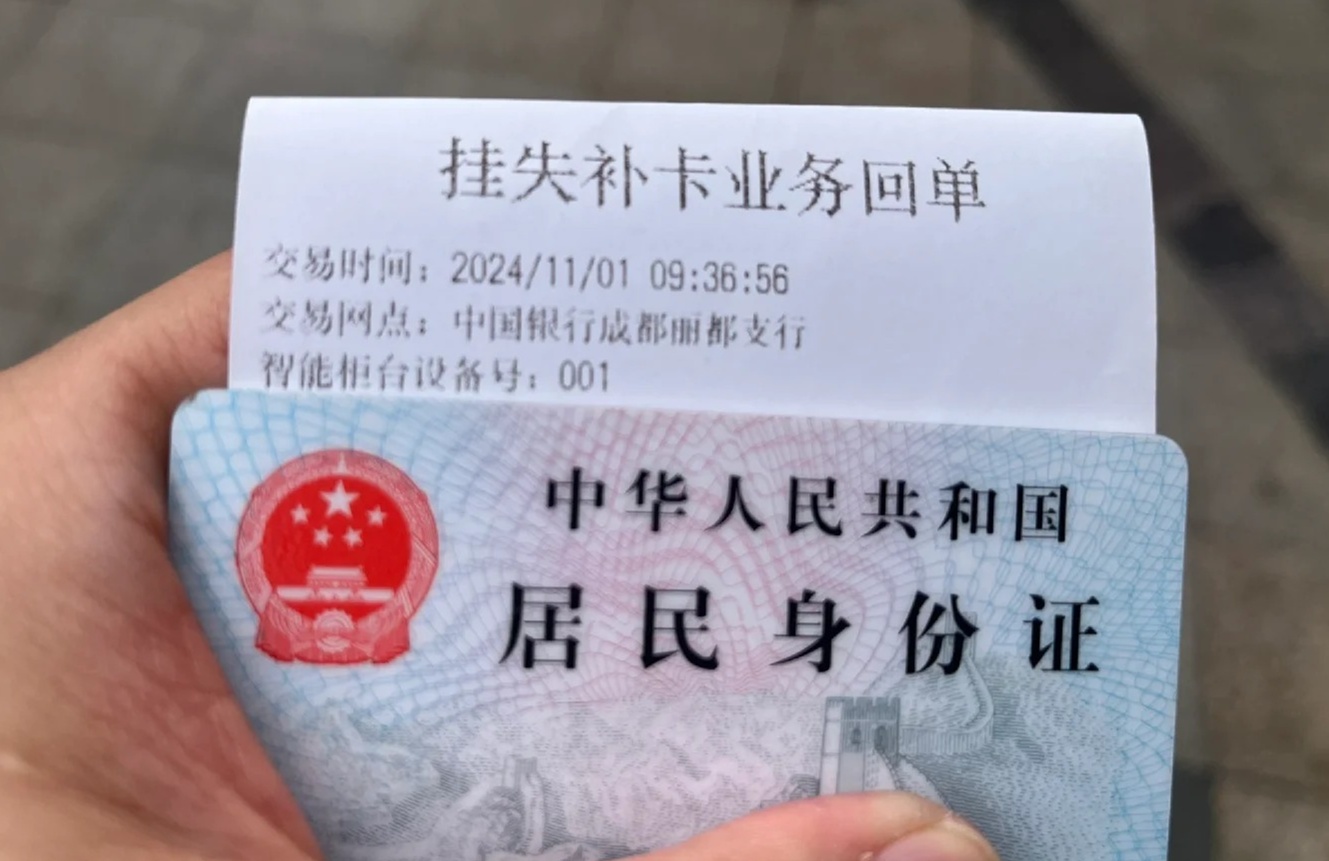 挂失补卡业务回单
交易时间：2024/11/01 09:36:56
交易网点：中国银行成都丽都支行
智能柜台设备号：001
中华人民共和国
居民身份证